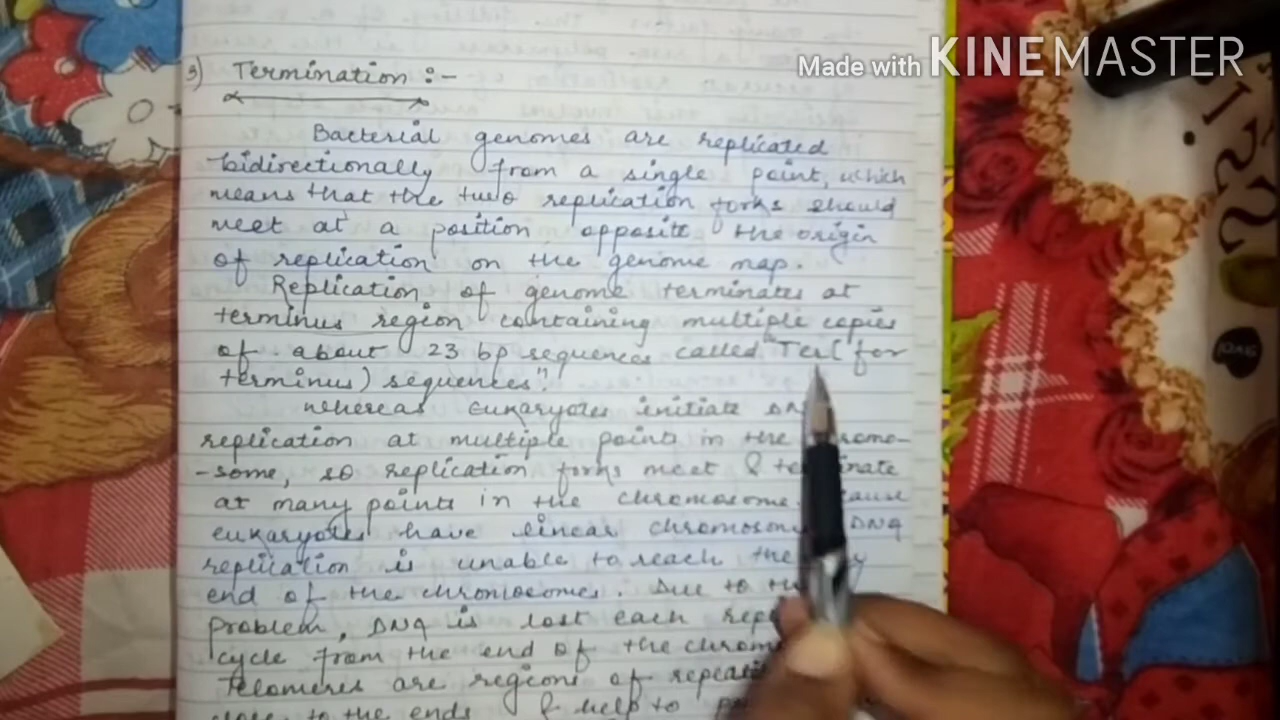 Made with KINEMASTER
3) Termination :-
Bacterial genomes are replicated
bidirectionally from a single point, which
means that the two replication forks should
meet at a position opposite the origin
of replication on the genome map.
Replication of genome terminates at
terminus region containing multiple copies
of about 23 bp sequences called "Ter( for
terminus) sequences".
whereas eukaryotes initiate
replication at multiple points in the
-some, so replication forks meet &
at many points in the chromosome.
eukaryotes have linear DNA
replication is unable to reach the
end of the chromosomes. Due to
problem, DNA is lost each
cycle from the end of the
Telomeres are regions of
close to the ends & help to